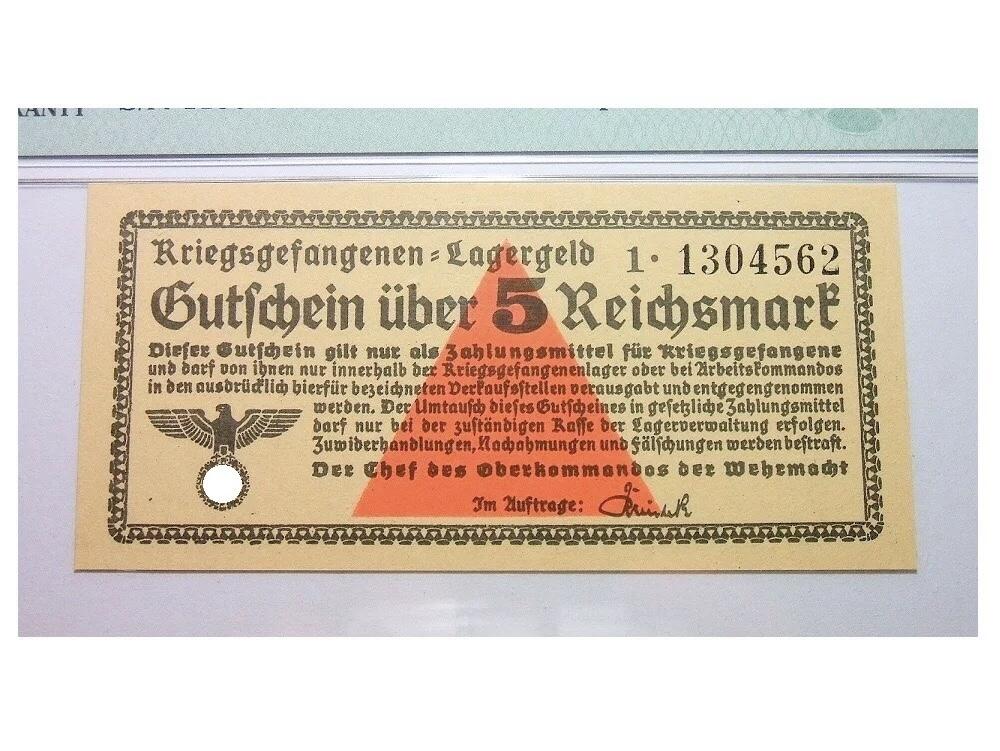 Kriegsgefangenen-Lagergeld 1· 1304562
Gutschein über 5 Reichsmark
Dieser Gutschein gilt nur als Zahlungsmittel für Kriegsgefangene
und darf von ihnen nur innerhalb der Kriegsgefangenenlager oder bei Arbeitskommandos
in den ausdrücklich hierfür bezeichneten Verkaufsstellen verausgabt und entgegengenommen
werden. Der Umtausch dieses Gutscheines in gesetzliche Zahlungsmittel
darf nur bei der zuständigen Kasse der Lagerverwaltung erfolgen.
Zuwiderhandlungen, Nachahmungen und Fälschungen werden bestraft.
Der Chef des Oberkommandos der Wehrmacht
Im Auftrage: